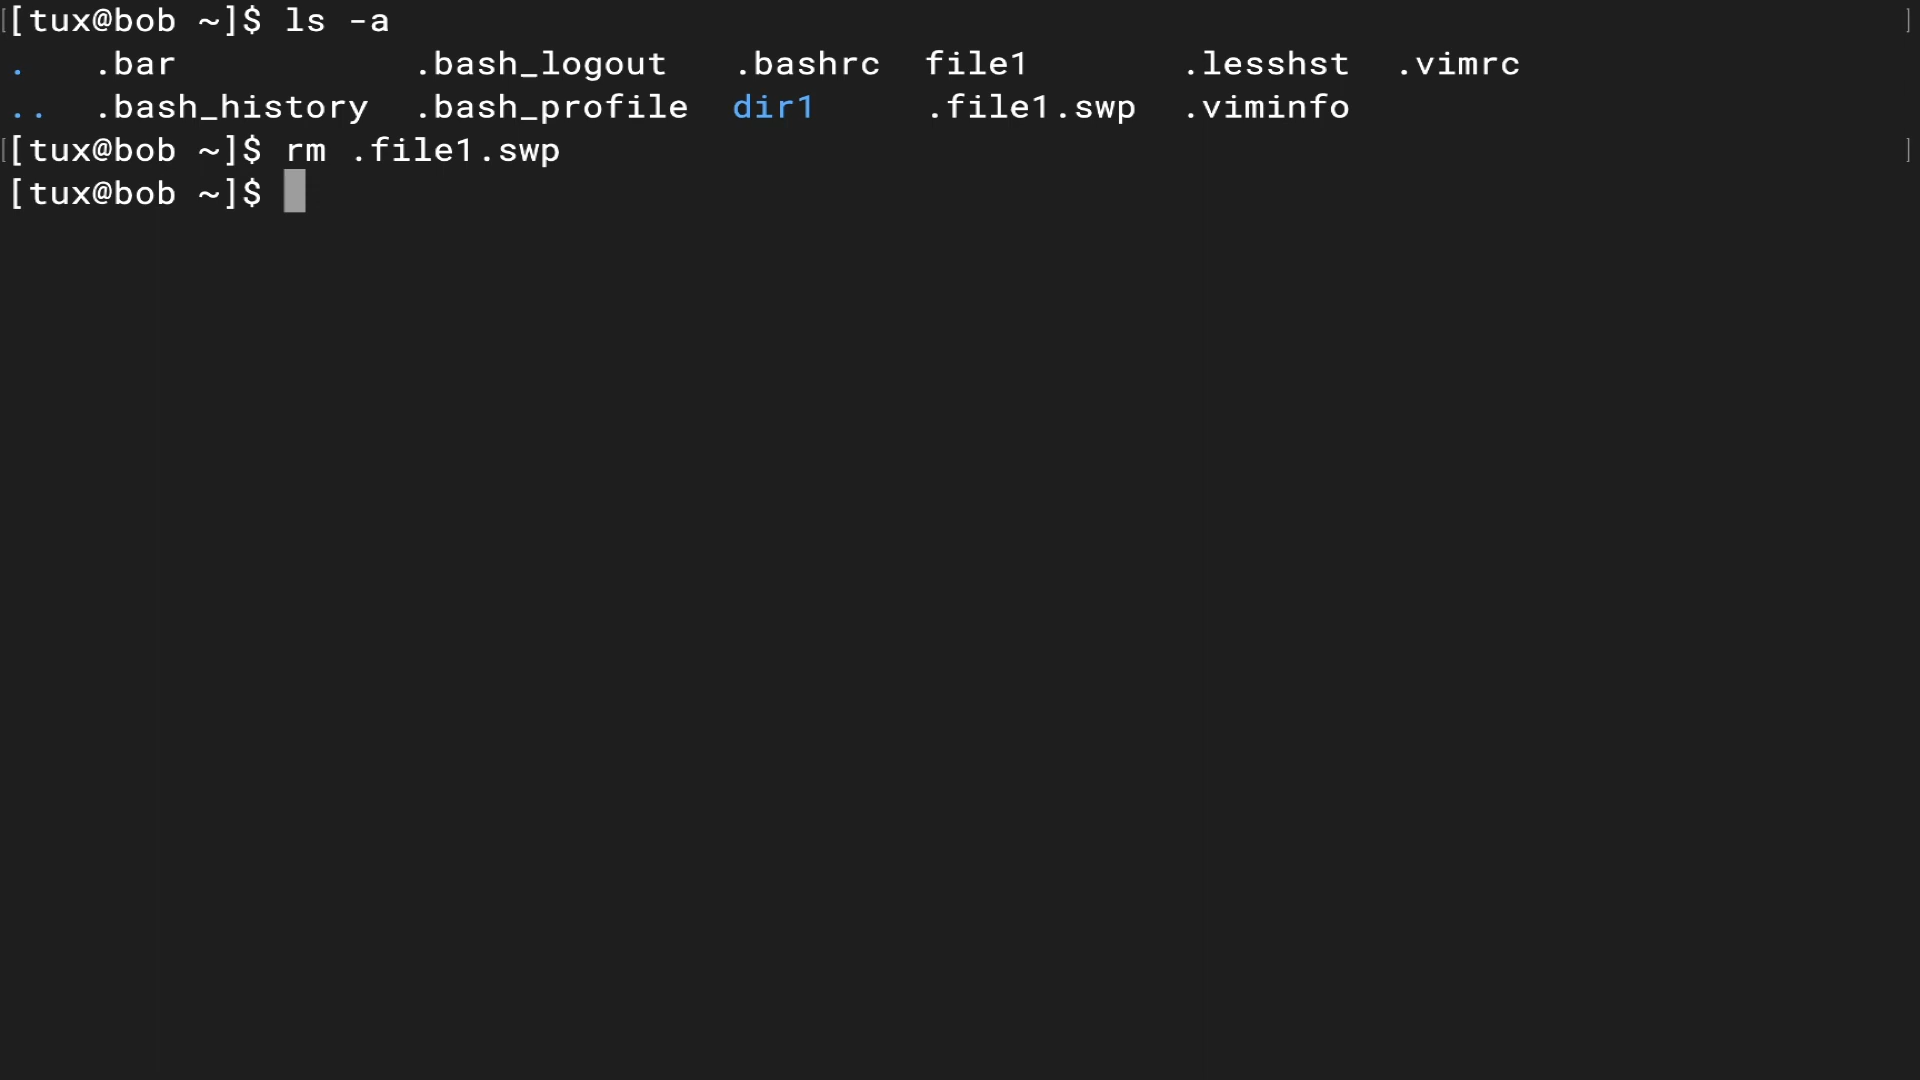 [tux@bob ~]$ ls -a
.   .bar           .bash_logout   .bashrc  file1       .lesshst  .vimrc
..  .bash_history  .bash_profile  dir1     .file1.swp  .viminfo
[tux@bob ~]$ rm .file1.swp
[tux@bob ~]$